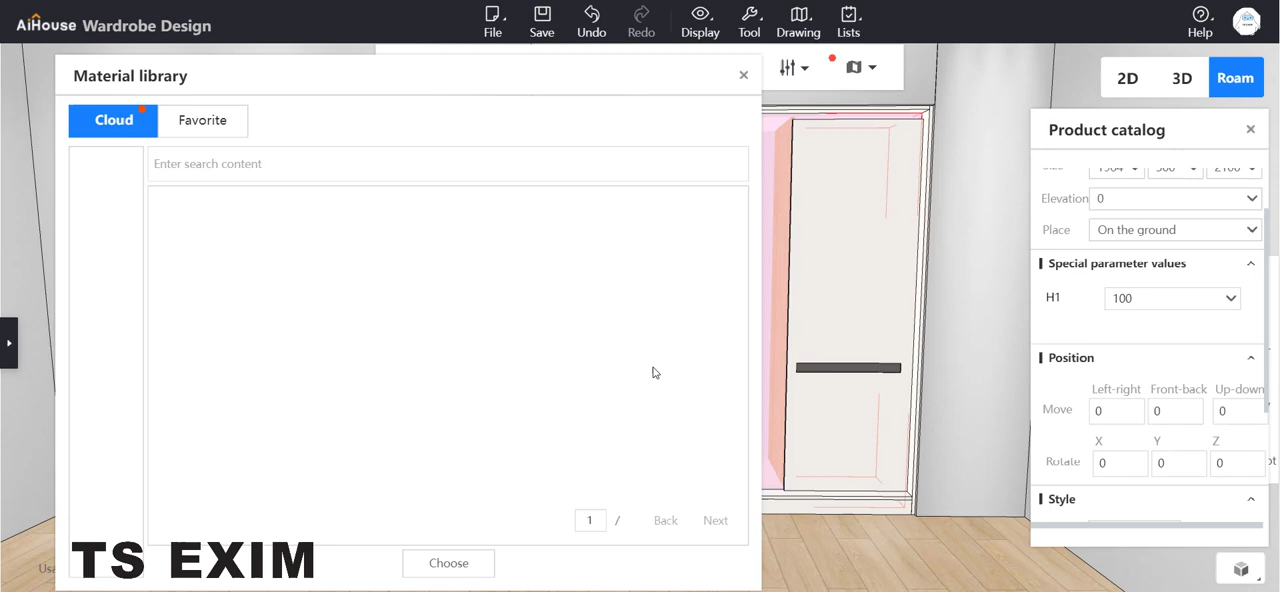 AiHouse Wardrobe Design
File
Save
Undo
Redo
Display
Tool
Drawing
Lists
Help
Material library
Cloud
Favorite
Enter search content
1 /
Back
Next
Choose
TS EXIM
2D
3D
Roam
Product catalog
Elevation 0
Place On the ground
Special parameter values
H1 100
Position
Left-right Front-back Up-down
Move 0 0 0
X Y Z
Rotate 0 0 0
Style